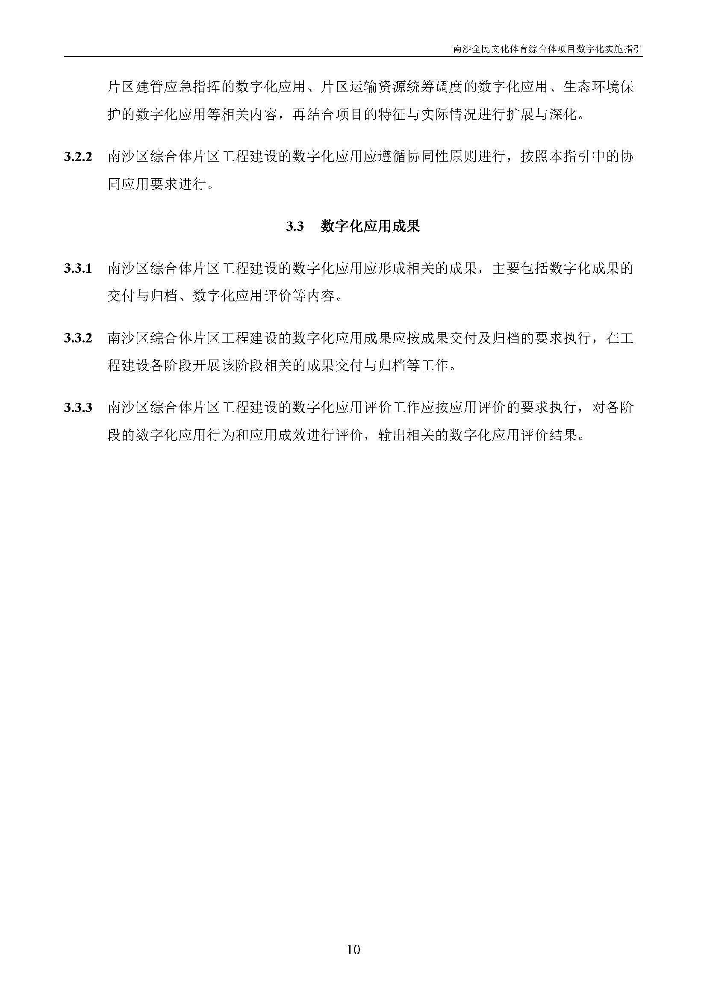 南沙全民文化体育综合体项目数字化实施指引
片区建管应急指挥的数字化应用、片区运输资源统筹调度的数字化应用、生态环境保
护的数字化应用等相关内容，再结合项目的特征与实际情况进行扩展与深化。
3.2.2 南沙区综合体片区工程建设的数字化应用应遵循协同性原则进行，按照本指引中的协
同应用要求进行。
3.3 数字化应用成果
3.3.1 南沙区综合体片区工程建设的数字化应用应形成相关的成果，主要包括数字化成果的
交付与归档、数字化应用评价等内容。
3.3.2 南沙区综合体片区工程建设的数字化应用成果应按成果交付及归档的要求执行，在工
程建设各阶段开展该阶段相关的成果交付与归档等工作。
3.3.3 南沙区综合体片区工程建设的数字化应用评价工作应按应用评价的要求执行，对各阶
段的数字化应用行为和应用成效进行评价，输出相关的数字化应用评价结果。
10